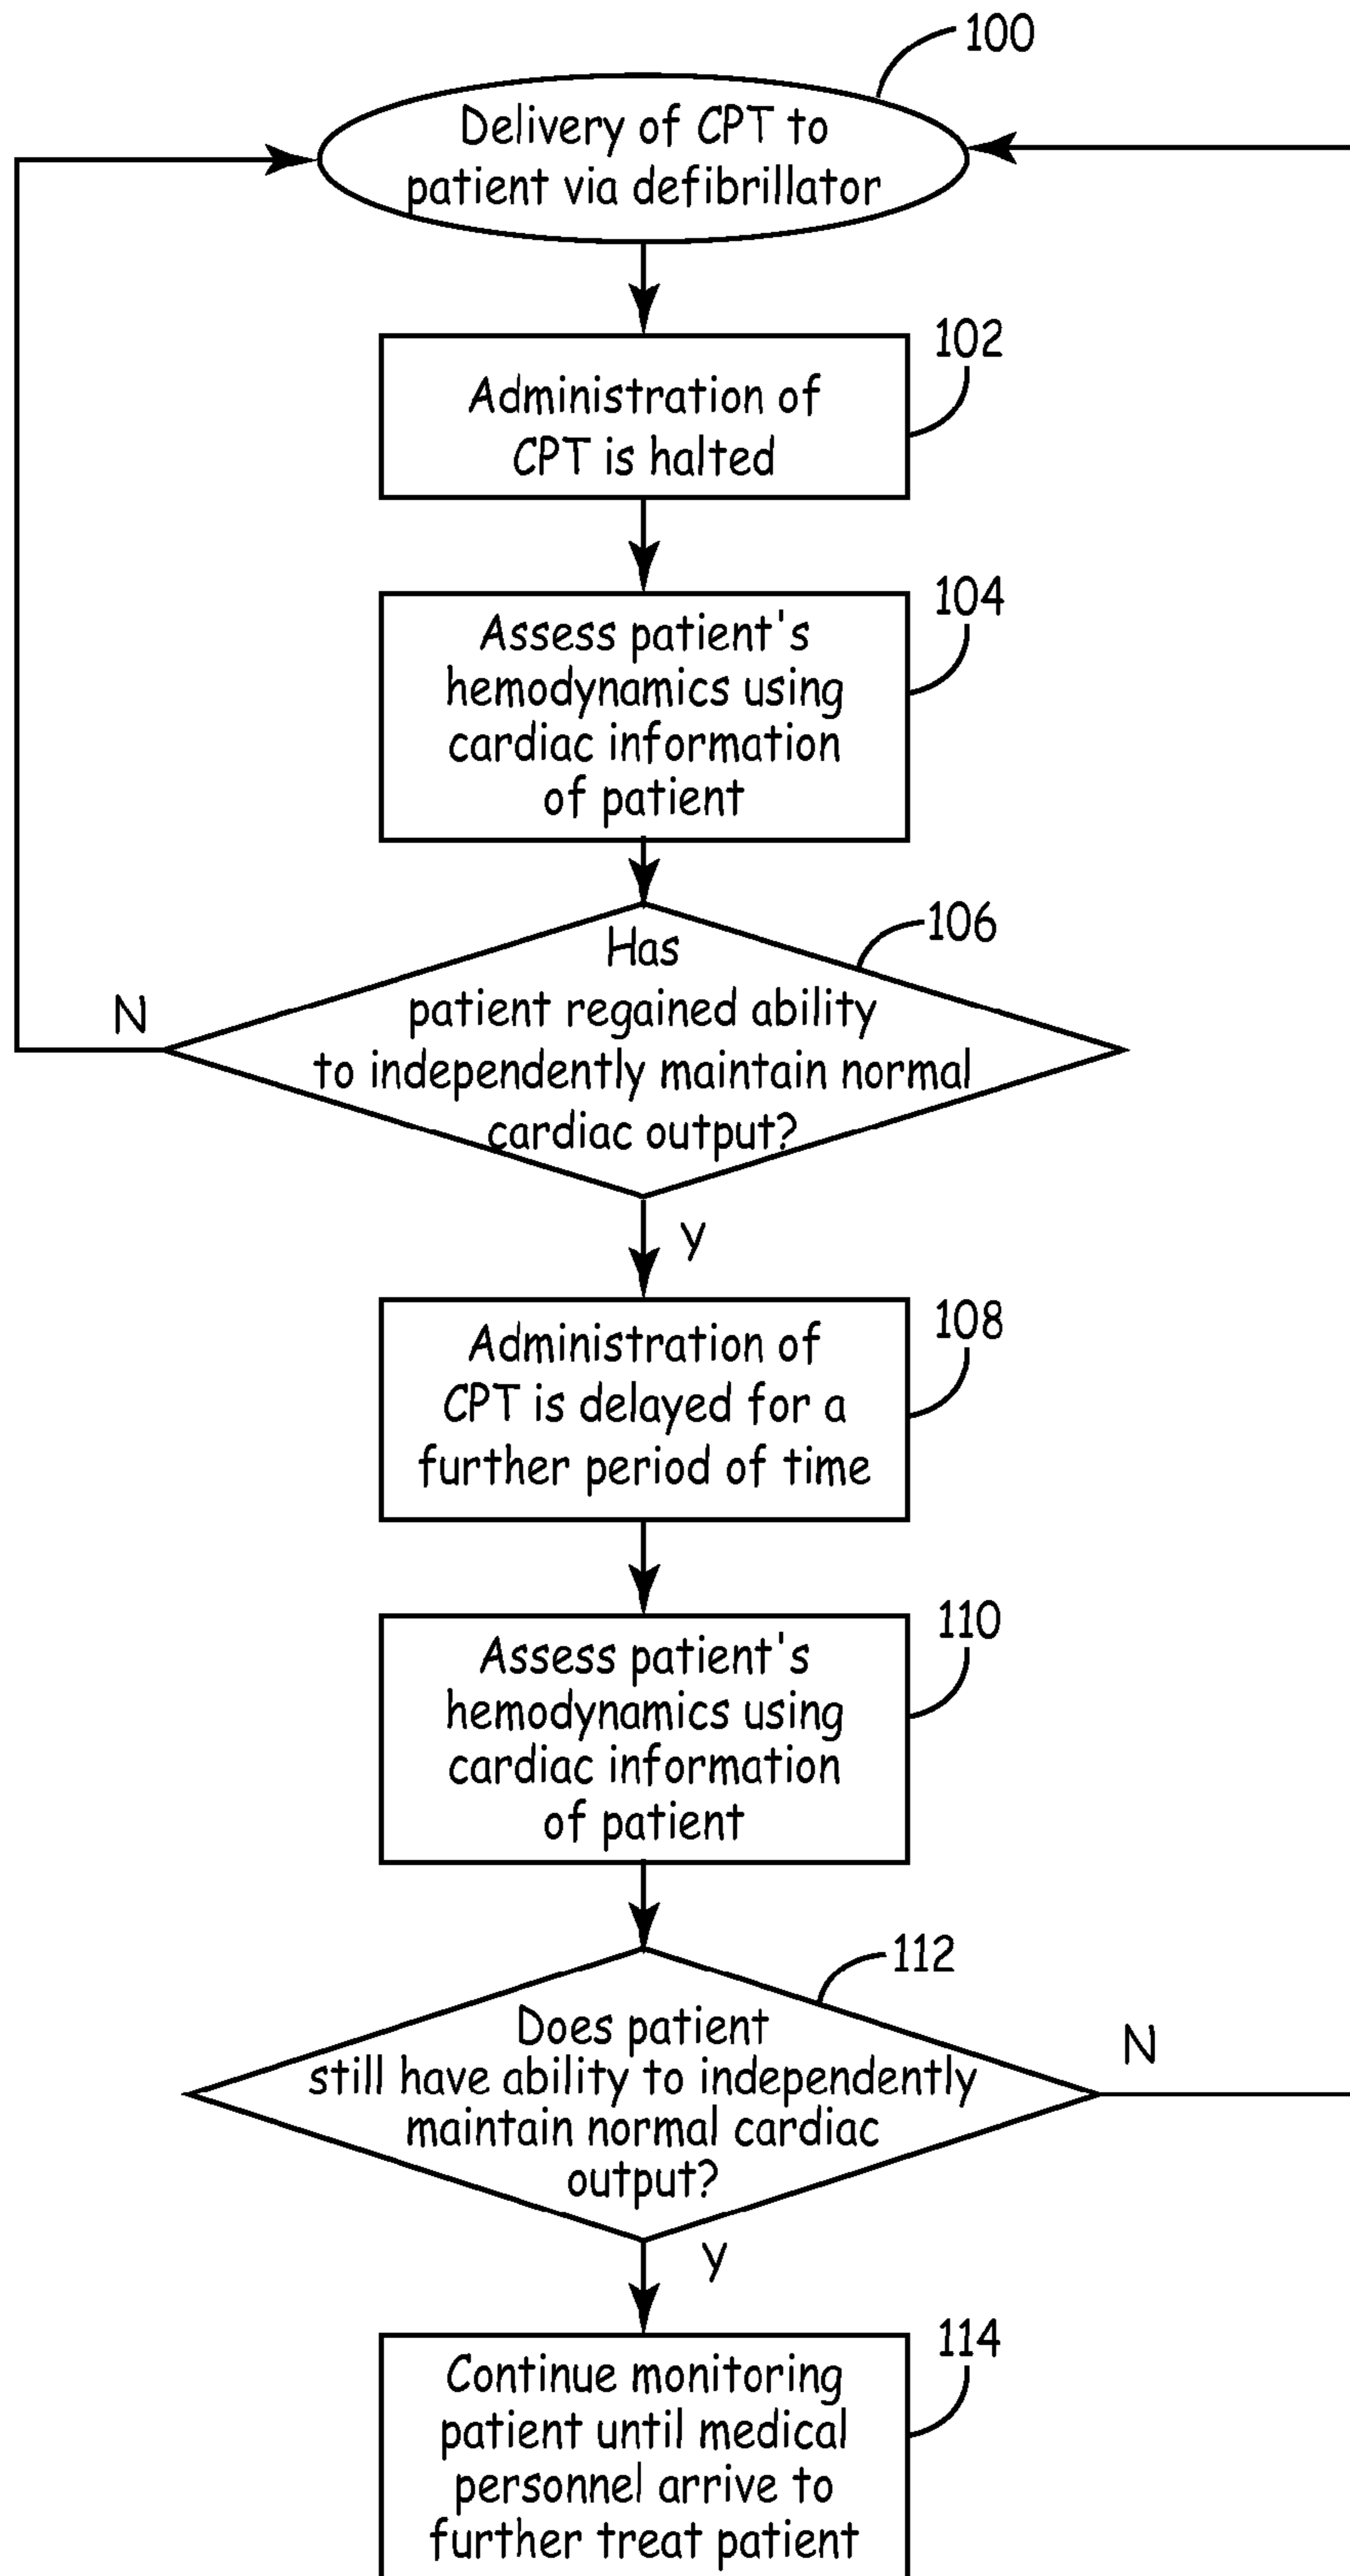 100
Delivery of CPT to
patient via defibrillator
102
Administration of
CPT is halted
104
Assess patient's
hemodynamics using
cardiac information
of patient
106
Has
patient regained ability
to independently maintain normal
cardiac output?
N
Y
108
Administration of
CPT is delayed for a
further period of time
110
Assess patient's
hemodynamics using
cardiac information
of patient
112
Does patient
still have ability to independently
maintain normal cardiac
output?
N
Y
114
Continue monitoring
patient until medical
personnel arrive to
further treat patient